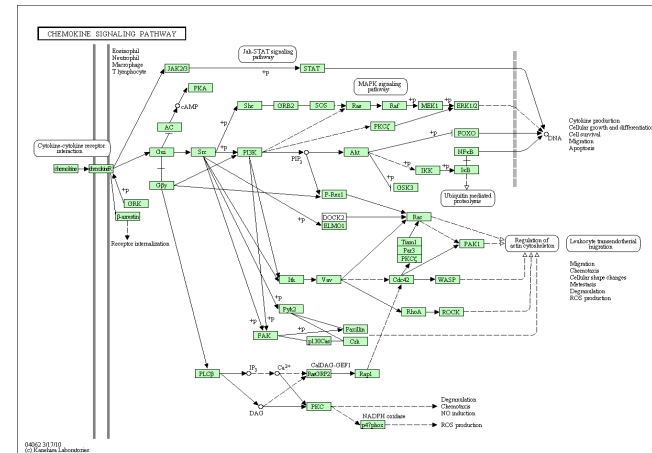 CHEMOKINE SIGNALING PATHWAY
Eosinophil
Neutrophil
Macrophage
T lymphocyte
Jak-STAT signaling
pathway
JAK2/3
+p
STAT
PKA
cAMP
MAPK signaling
pathway
Shc
GRB2
SOS
Ras
Raf
+p
MEK1
+p
ERK1/2
+p
PKCζ
+p
AC
Cytokine-cytokine receptor
interaction
Gαi
Src
PI3K
PIP3
Akt
FOXO
DNA
Cytokine production
Cellular growth and differentiation
Cell survival
Migration
Apoptosis
NFκB
+p
IKK
+p
IκB
chemokine
chemokineR
Gβγ
GSK3
+p
GRK
P-Rex1
Ubiquitin mediated
proteolysis
β-arrestin
DOCK2
Rac
+p
ELMO1
Receptor internalization
Tiam1
Par3
PKCζ
PAK1
Regulation of
actin cytoskeleton
Leukocyte transendothelial
migration
Migration
Chemotaxis
Cellular shape changes
Metastasis
Degranulation
ROS production
Itk
Vav
Cdc42
WASP
+p
Pyk2
RhoA
ROCK
+p
+p
FAK
+p
Paxillin
p130Cas
Crk
PLCβ
IP3
Ca2+
CalDAG-GEF1
RasGRP2
Rap1
DAG
PKC
Degranulation
Chemotaxis
NO induction
NADPH oxidase
p47phox
ROS production
04062 3/17/10
(c) Kanehisa Laboratories